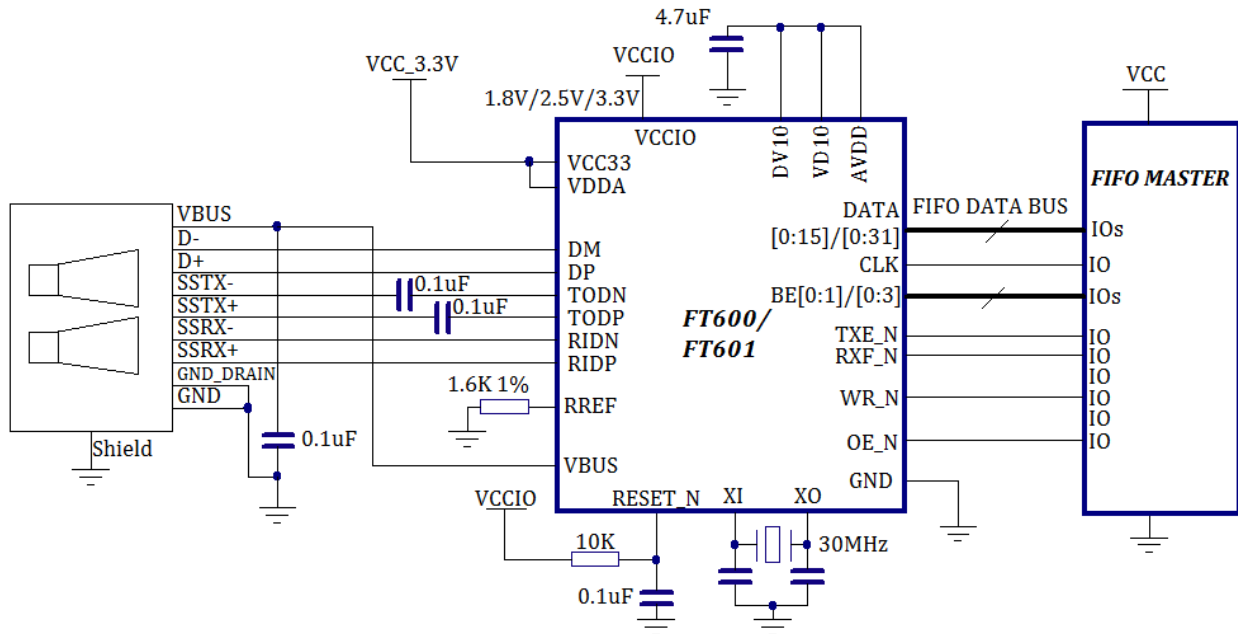 4.7uF
VCCIO
VCC_3.3V
VCC
1.8V/2.5V/3.3V
VCCIO
DV10
VD10
AVDD
VCC33
VDDA
FIFO MASTER
VBUS
DATA
FIFO DATA BUS
[0:15]/[0:31]
IOs
D-
DM
CLK
IO
D+
DP
SSTX-
0.1uF
TODN
BE[0:1]/[0:3]
IOs
SSTX+
0.1uF
TODP
FT600/
FT601
SSRX-
RIDN
TXE_N
IO
SSRX+
RIDP
RXF_N
IO
GND_DRAIN
IO
GND
1.6K 1%
RREF
WR_N
IO
IO
0.1uF
OE_N
IO
Shield
VBUS
GND
VCCIO
RESET_N
XI
XO
10K
30MHz
0.1uF